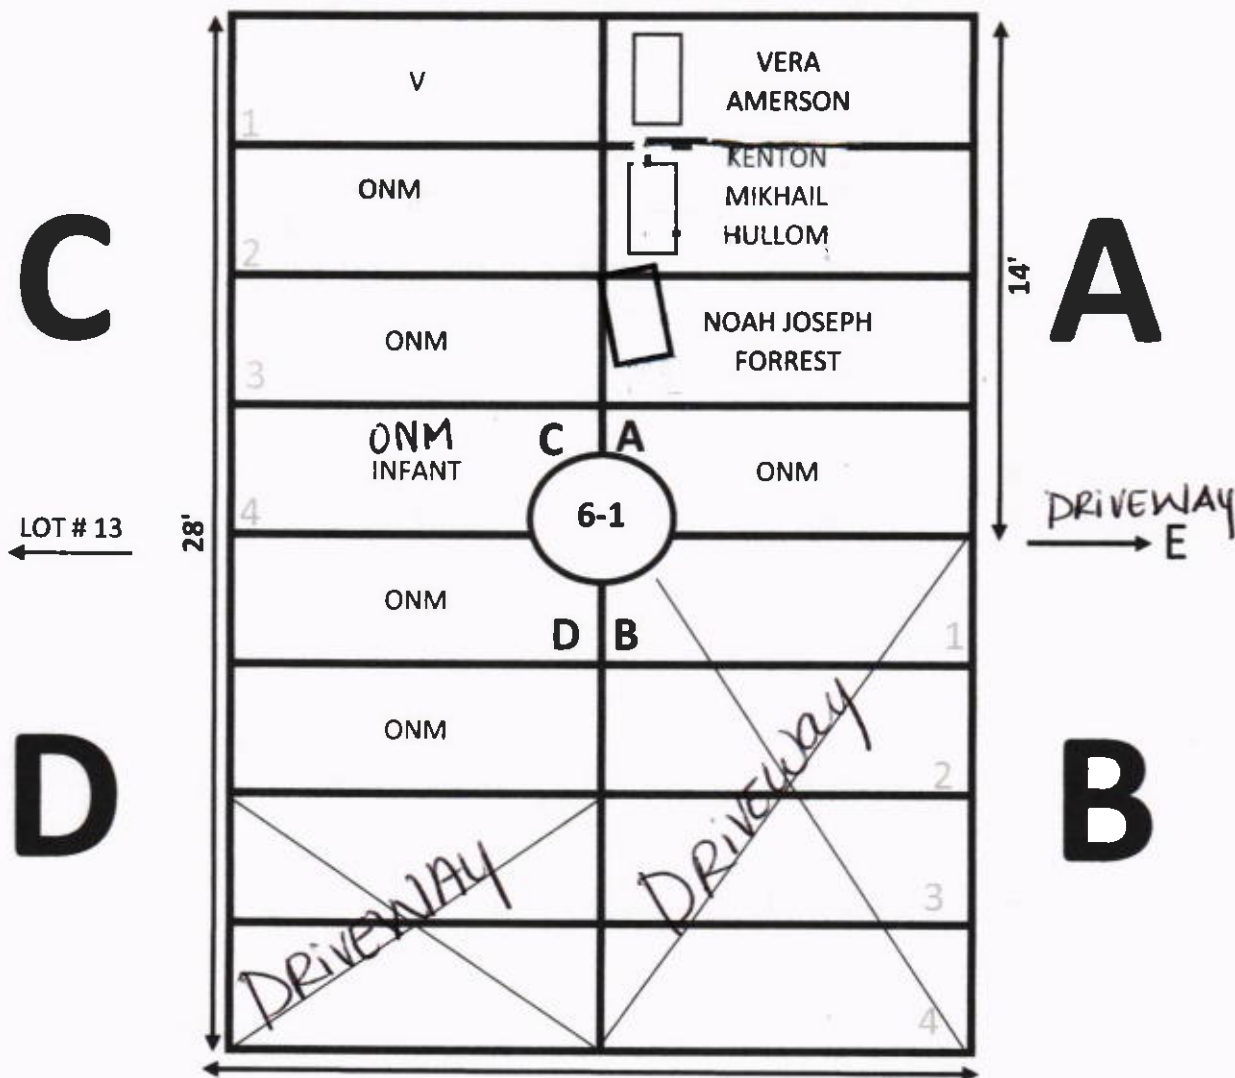 V
VERA
AMERSON
1
ONM
KENTON
MIKHAIL
HULLOM
2
C
A
14'
ONM
NOAH JOSEPH
FORREST
3
ONM
INFANT
C A
ONM
4
6-1
LOT # 13
28'
DRiVEWAY
E
ONM
D B
1
ONM
2
D
B
DRiVEWAY
DRiVEWay
3
4